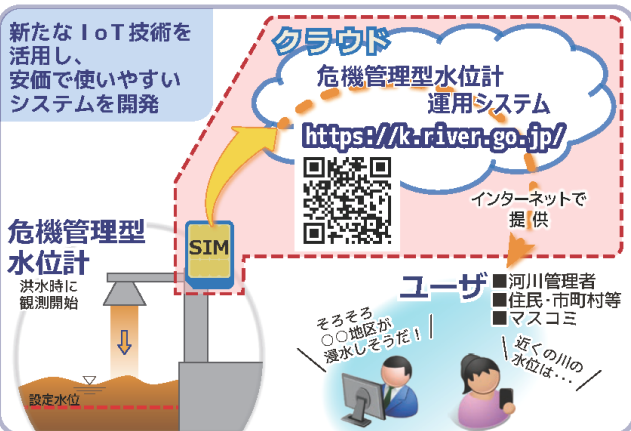 新たなIoT技術を
活用し、
安価で使いやすい
システムを開発
クラウド
危機管理型水位計
運用システム
https://k.river.go.jp/
インターネットで
提供
SIM
危機管理型
水位計
洪水時に
観測開始
設定水位
ユーザ
■河川管理者
■住民・市町村等
■マスコミ
そろそろ
○○地区が
浸水しそうだ！
近くの川の
水位は・・・